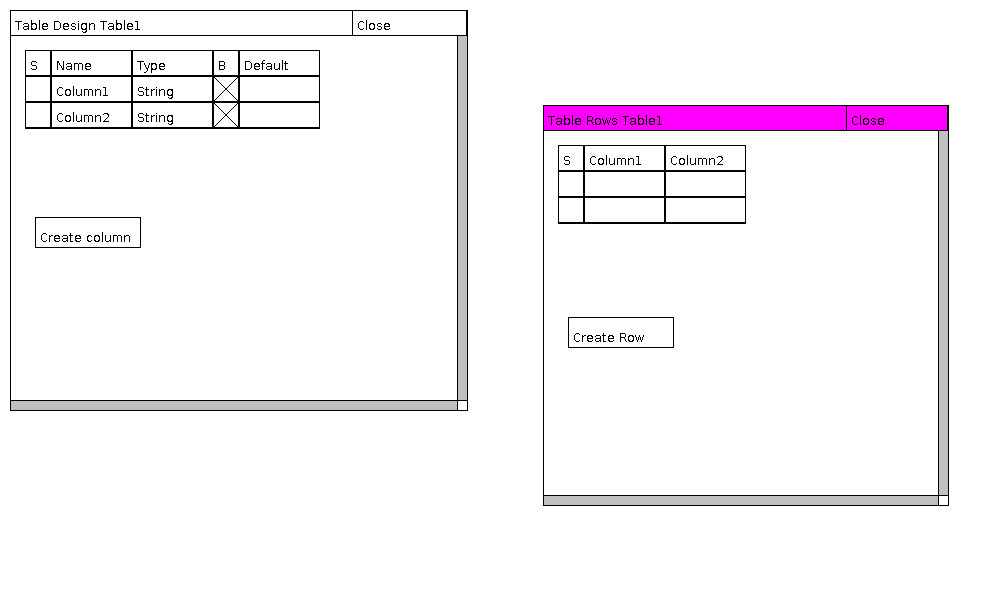 Table Design Table1 Close
S Name Type B Default
Column1 String
Column2 String
Create column
Table Rows Table1 Close
S Column1 Column2
Create Row